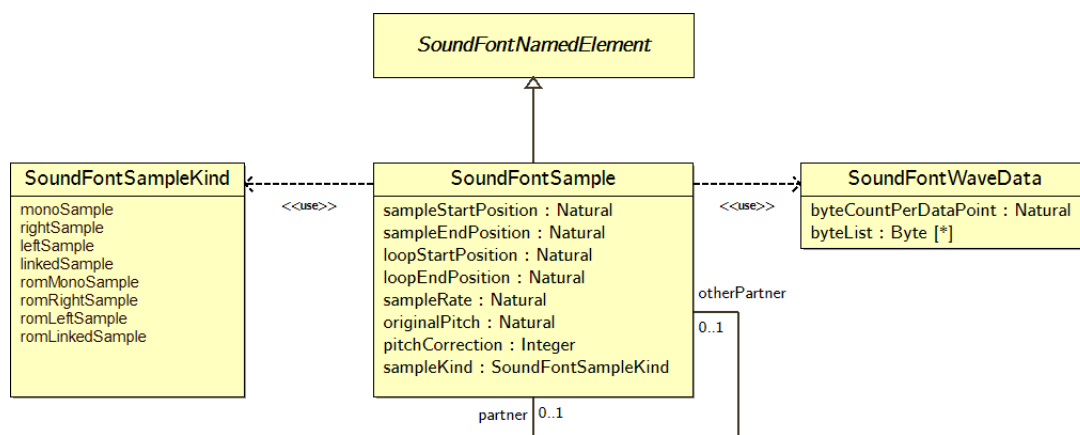 SoundFontNamedElement
SoundFontSampleKind
monoSample
rightSample
leftSample
linkedSample
romMonoSample
romRightSample
romLeftSample
romLinkedSample
<<use>>
SoundFontSample
sampleStartPosition : Natural
sampleEndPosition : Natural
loopStartPosition : Natural
loopEndPosition : Natural
sampleRate : Natural
originalPitch : Natural
pitchCorrection : Integer
sampleKind : SoundFontSampleKind
<<use>>
SoundFontWaveData
byteCountPerDataPoint : Natural
byteList : Byte [*]
otherPartner
0..1
partner
0..1